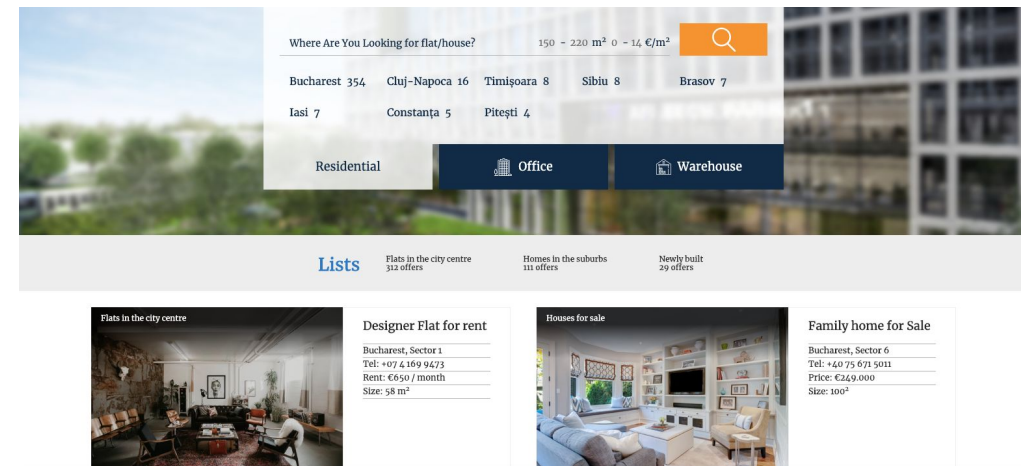 Where Are You Looking for flat/house? 150 - 220 m² 0 - 14 €/m²
Bucharest 354 Cluj-Napoca 16 Timișoara 8 Sibiu 8 Brasov 7
Iasi 7 Constanța 5 Pitești 4
Residential Office Warehouse
Lists
Flats in the city centre
312 offers
Homes in the suburbs
111 offers
Newly built
29 offers
Flats in the city centre
Designer Flat for rent
Bucharest, Sector 1
Tel: +07 4 169 9473
Rent: €650 / month
Size: 58 m²
Houses for sale
Family home for Sale
Bucharest, Sector 6
Tel: +40 75 671 5011
Price: €249.000
Size: 100²